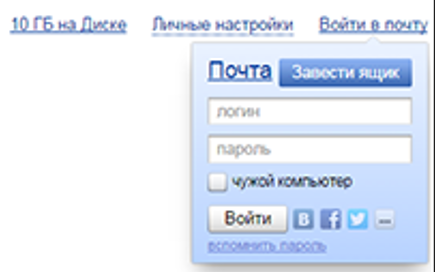 10 ГБ на Диске Личные настройки Войти в почту
Почта Завести ящик
логин
пароль
чужой компьютер
Войти
вспомнить пароль